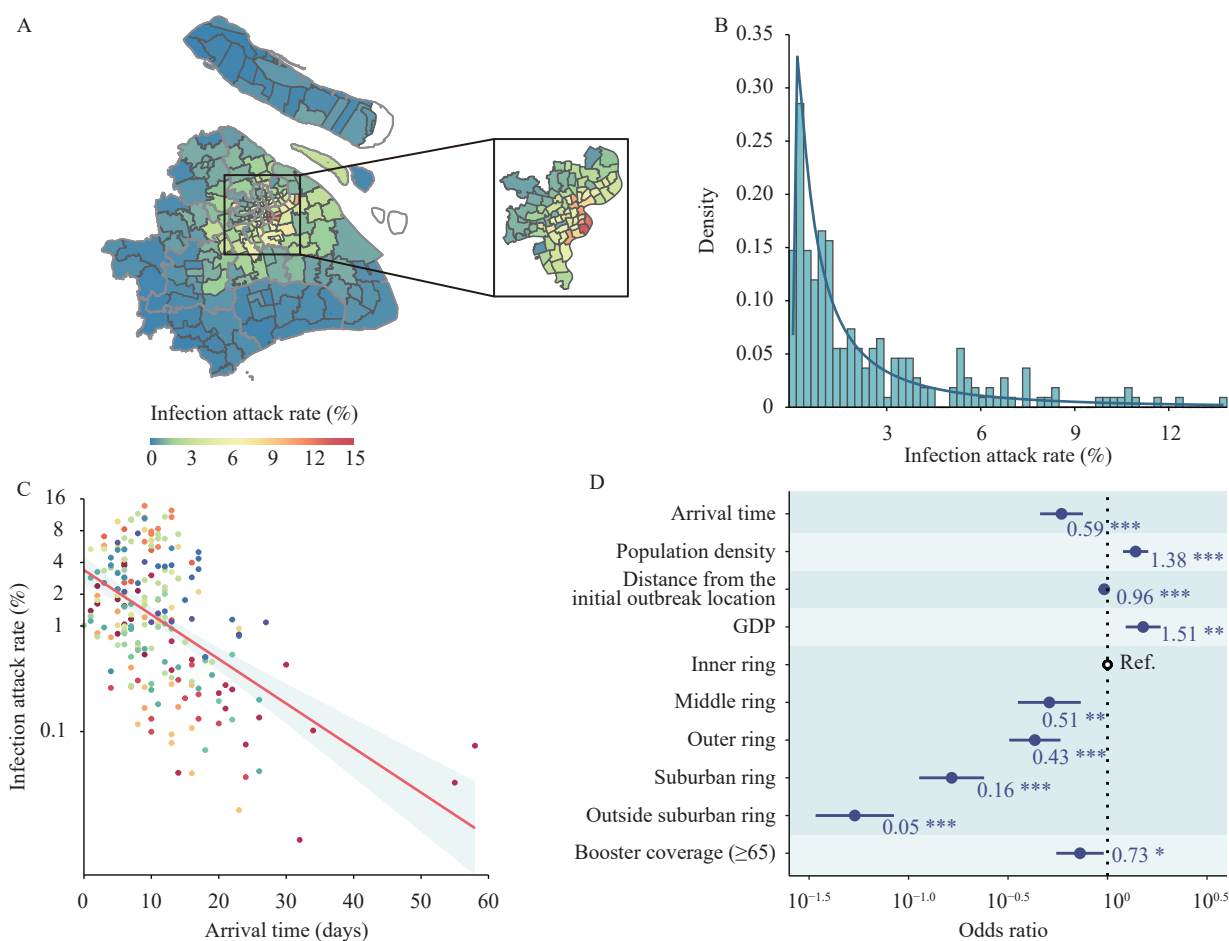 A
Infection attack rate (%)
0 3 6 9 12 15
B
0.35
0.30
0.25
0.20
0.15
0.10
0.05
0
Density
3 6 9 12
Infection attack rate (%)
C
16
8
4
2
1
0.1
Infection attack rate (%)
0 10 20 30 40 50 60
Arrival time (days)
D
Arrival time
0.59 ***
Population density
1.38 ***
Distance from the
initial outbreak location
0.96 ***
GDP
1.51 **
Inner ring
Ref.
Middle ring
0.51 **
Outer ring
0.43 ***
Suburban ring
0.16 ***
Outside suburban ring
0.05 ***
Booster coverage (≥65)
0.73 *
10⁻¹·⁵ 10⁻¹·⁰ 10⁻⁰·⁵ 10⁰ 10⁰·⁵
Odds ratio